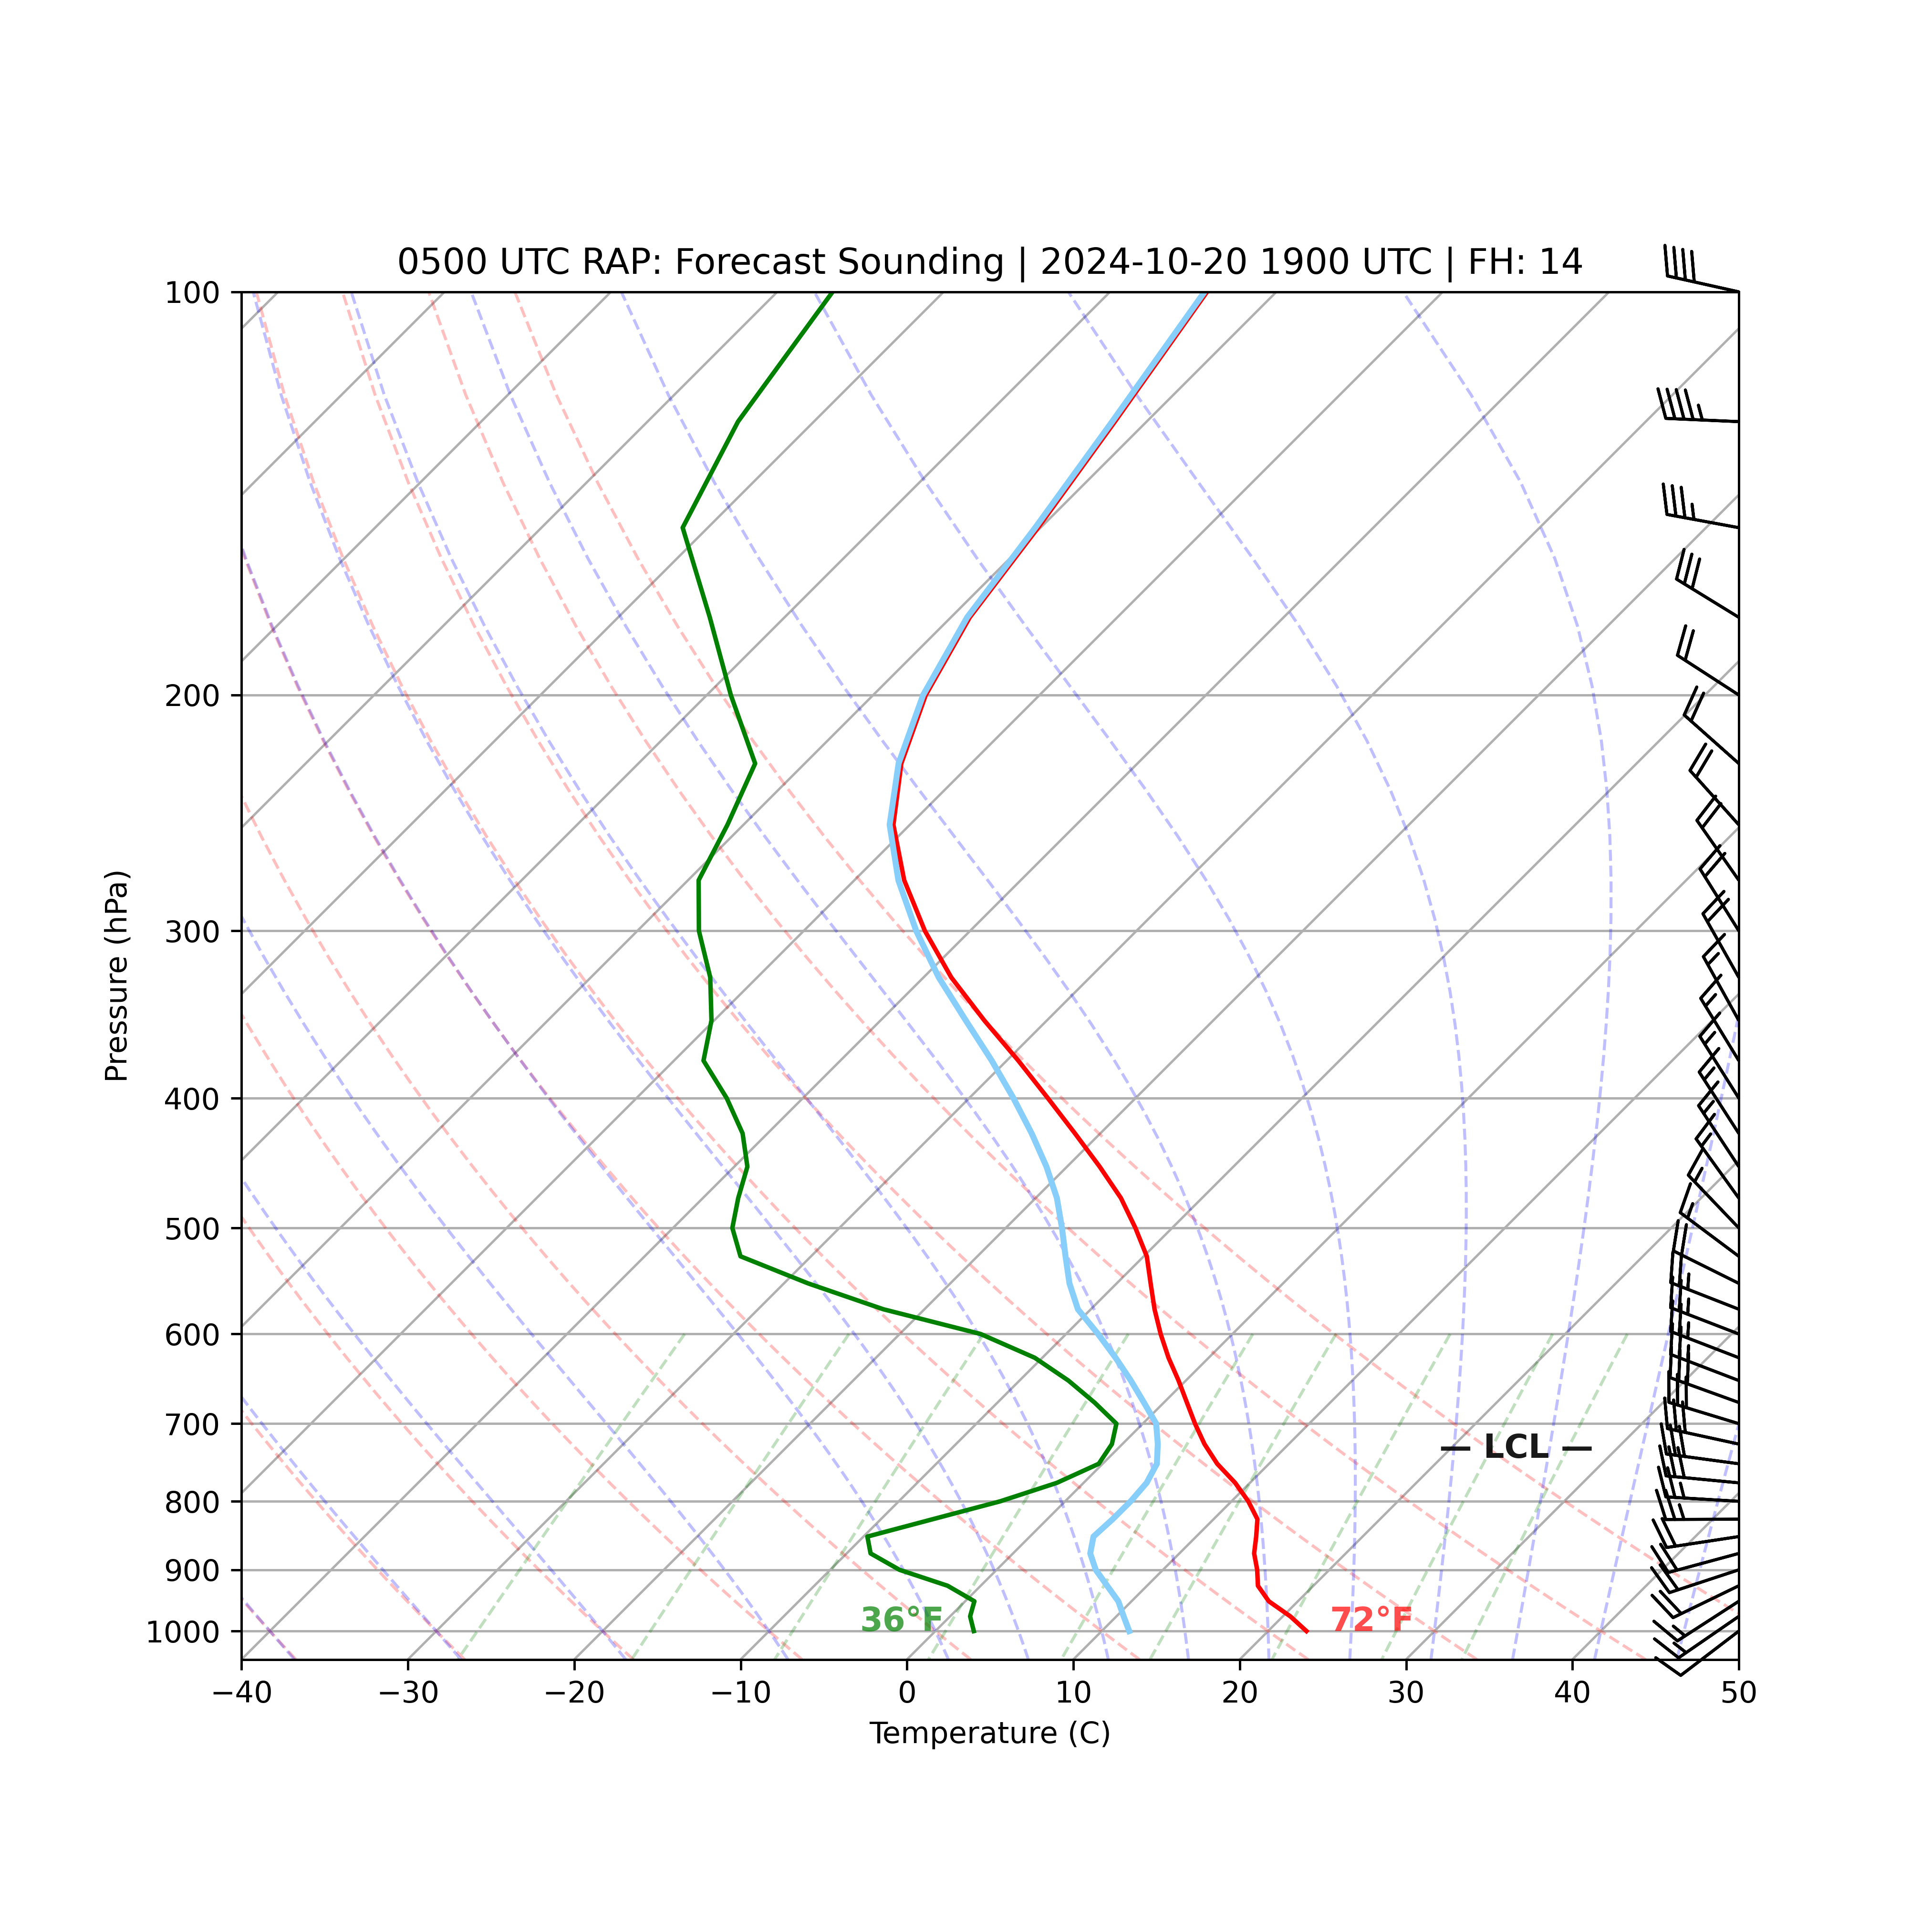 0500 UTC RAP: Forecast Sounding | 2024-10-20 1900 UTC | FH: 14
100
200
300
400
500
600
700
800
900
1000
Pressure (hPa)
— LCL —
36°F
72°F
−40 −30 −20 −10 0 10 20 30 40 50
Temperature (C)